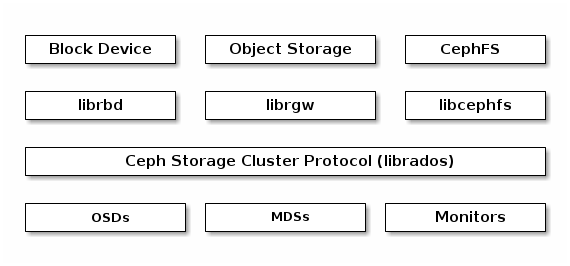 Block Device
Object Storage
CephFS
librbd
librgw
libcephfs
Ceph Storage Cluster Protocol (librados)
OSDs
MDSs
Monitors